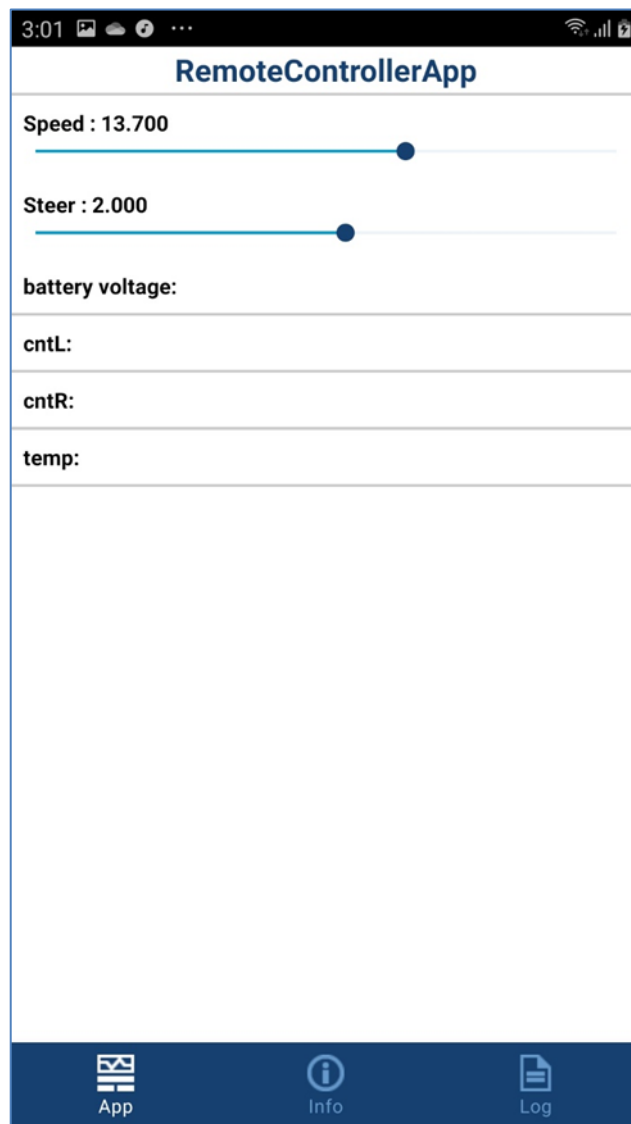 3:01
RemoteControllerApp
Speed : 13.700
Steer : 2.000
battery voltage:
cntL:
cntR:
temp:
App Info Log